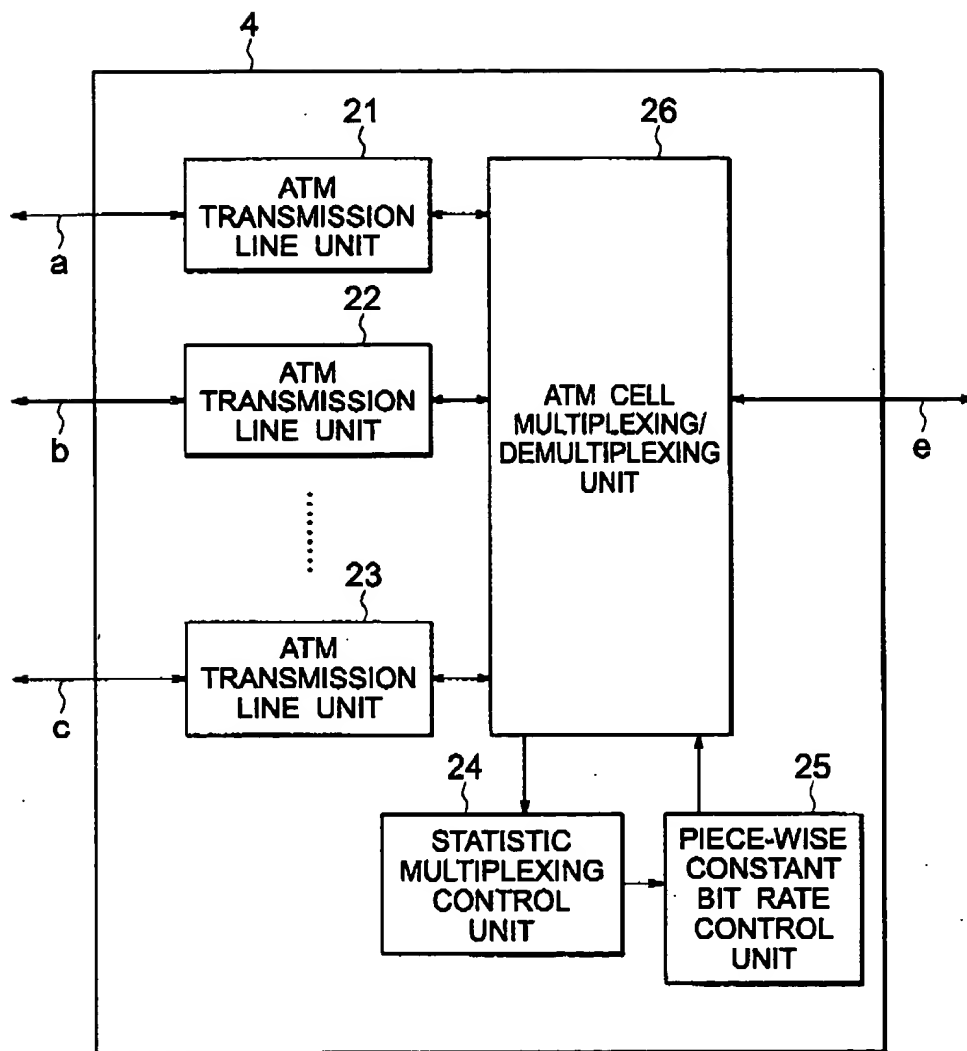 4
21
26
ATM
TRANSMISSION
LINE UNIT
a
22
ATM
TRANSMISSION
LINE UNIT
b
ATM CELL
MULTIPLEXING/
DEMULTIPLEXING
UNIT
e
23
ATM
TRANSMISSION
LINE UNIT
c
24
STATISTIC
MULTIPLEXING
CONTROL
UNIT
25
PIECE-WISE
CONSTANT
BIT RATE
CONTROL
UNIT